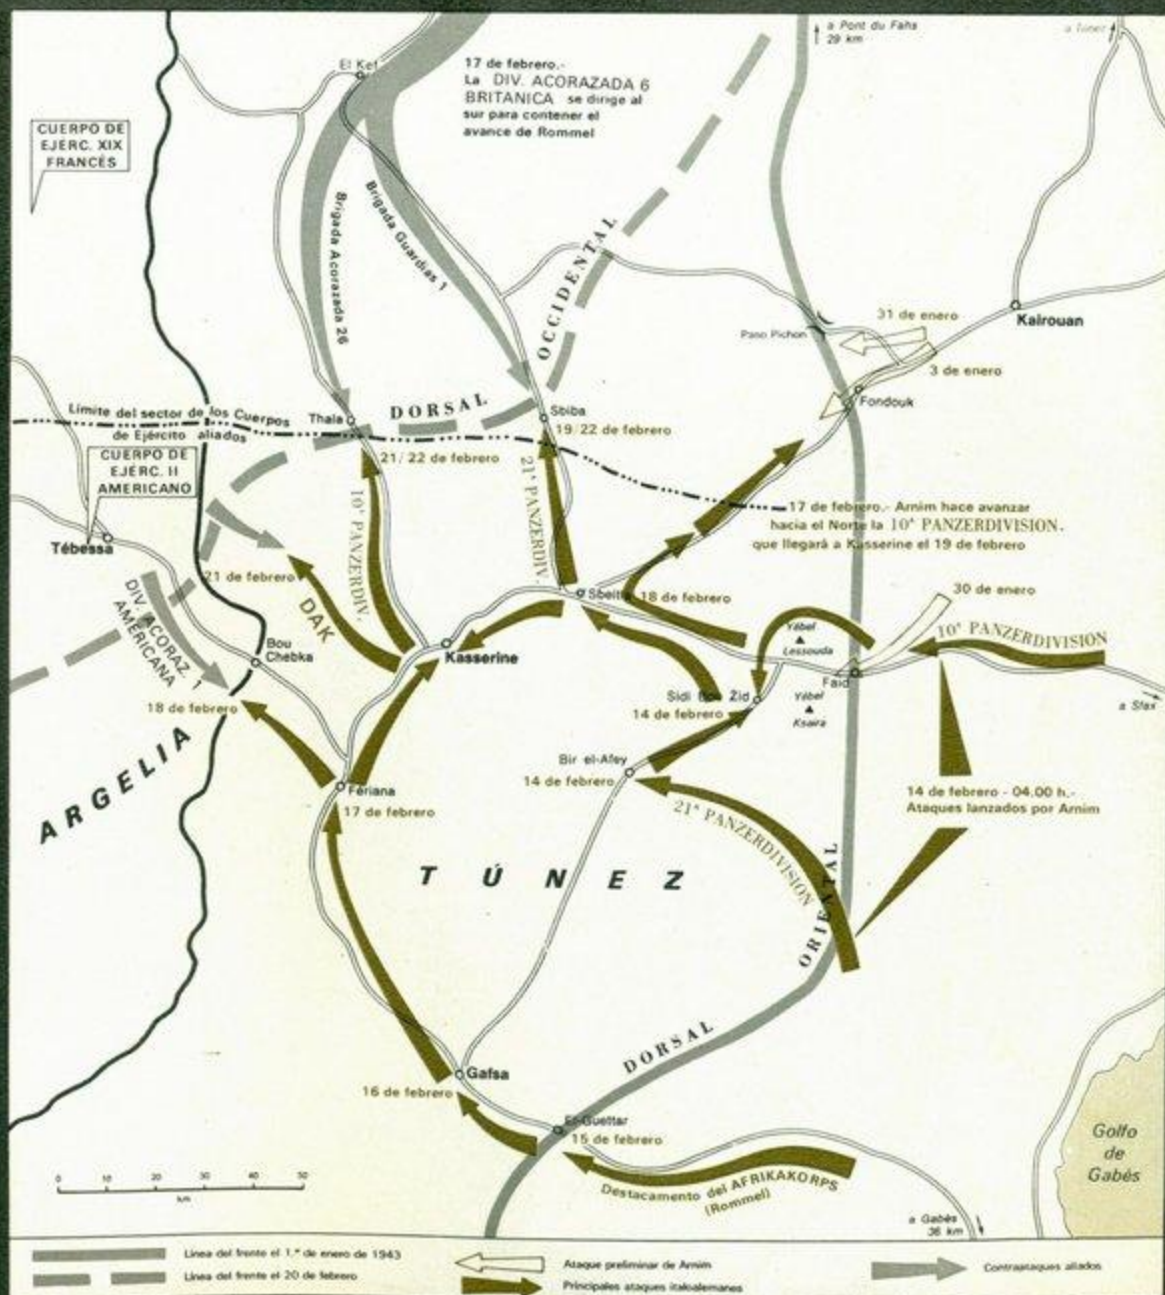 a Pont du Fahs
29 km
a Túnez
El Kef
17 de febrero.-
La DIV. ACORAZADA 6
BRITANICA se dirige al
sur para contener el
avance de Rommel
CUERPO DE
EJERC. XIX
FRANCÉS
Brigada Acorazada 26
Brigada Guardias 1
OCCIDENTAL
DORSAL
31 de enero
Kairouan
Paso Pichon
3 de enero
Fondouk
Límite del sector de los Cuerpos
de Ejército aliados
Thala
Sbiba
19/22 de febrero
21/22 de febrero
CUERPO DE
EJÉRC. II
AMERICANO
Tébessa
10ª PANZERDIV.
21ª PANZERDIV.
17 de febrero.- Arnim hace avanzar
hacia el Norte la 10ª PANZERDIVISION.
que llegará a Kasserine el 19 de febrero
21 de febrero
DAK
DIV. ACORAZ. 1
AMERICANA
Sbeitla
18 de febrero
30 de enero
10ª PANZERDIVISION
Yébel
Lessouda
Bou
Chebka
Kasserine
Faid
Sidi Bou Zid
14 de febrero
Yébel
Ksaira
a Sfax
18 de febrero
ARGELIA
Bir el-Afey
14 de febrero
Fériana
17 de febrero
21ª PANZERDIVISION
14 de febrero - 04.00 h.-
Ataques lanzados por Arnim
TÚNEZ
ORIENTAL
DORSAL
Gafsa
16 de febrero
El-Guettar
15 de febrero
Destacamento del AFRIKAKORPS
(Rommel)
Golfo
de
Gabés
a Gabès
36 km
0 10 20 30 40 50
km
Línea del frente el 1.º de enero de 1943
Línea del frente el 20 de febrero
Ataque preliminar de Arnim
Principales ataques italoalemanes
Contraataques aliados